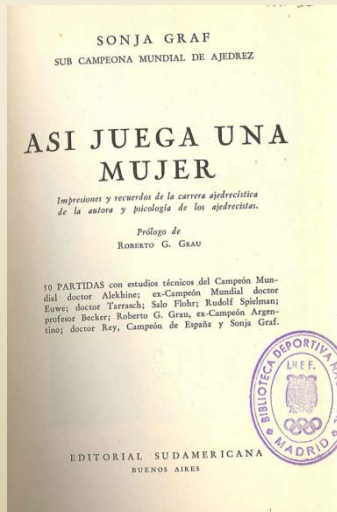 SONJA GRAF
SUB CAMPEONA MUNDIAL DE AJEDREZ
ASI JUEGA UNA
MUJER
Impresiones y recuerdos de la carrera ajedrecística
de la autora y psicología de los ajedrecistas.
Prólogo de
ROBERTO G. GRAU
50 PARTIDAS con estudios técnicos del Campeón Mun-
dial doctor Alekhine; ex-Campeón Mundial doctor
Euwe; doctor Tarrasch; Salo Flohr; Rudolf Spielman;
profesor Becker; Roberto G. Grau, ex-Campeón Argen-
tino; doctor Rey, Campeón de España y Sonja Graf.
BIBLIOTECA DEPORTIVA
I.N.E.F.
MADRID
EDITORIAL SUDAMERICANA
BUENOS AIRES